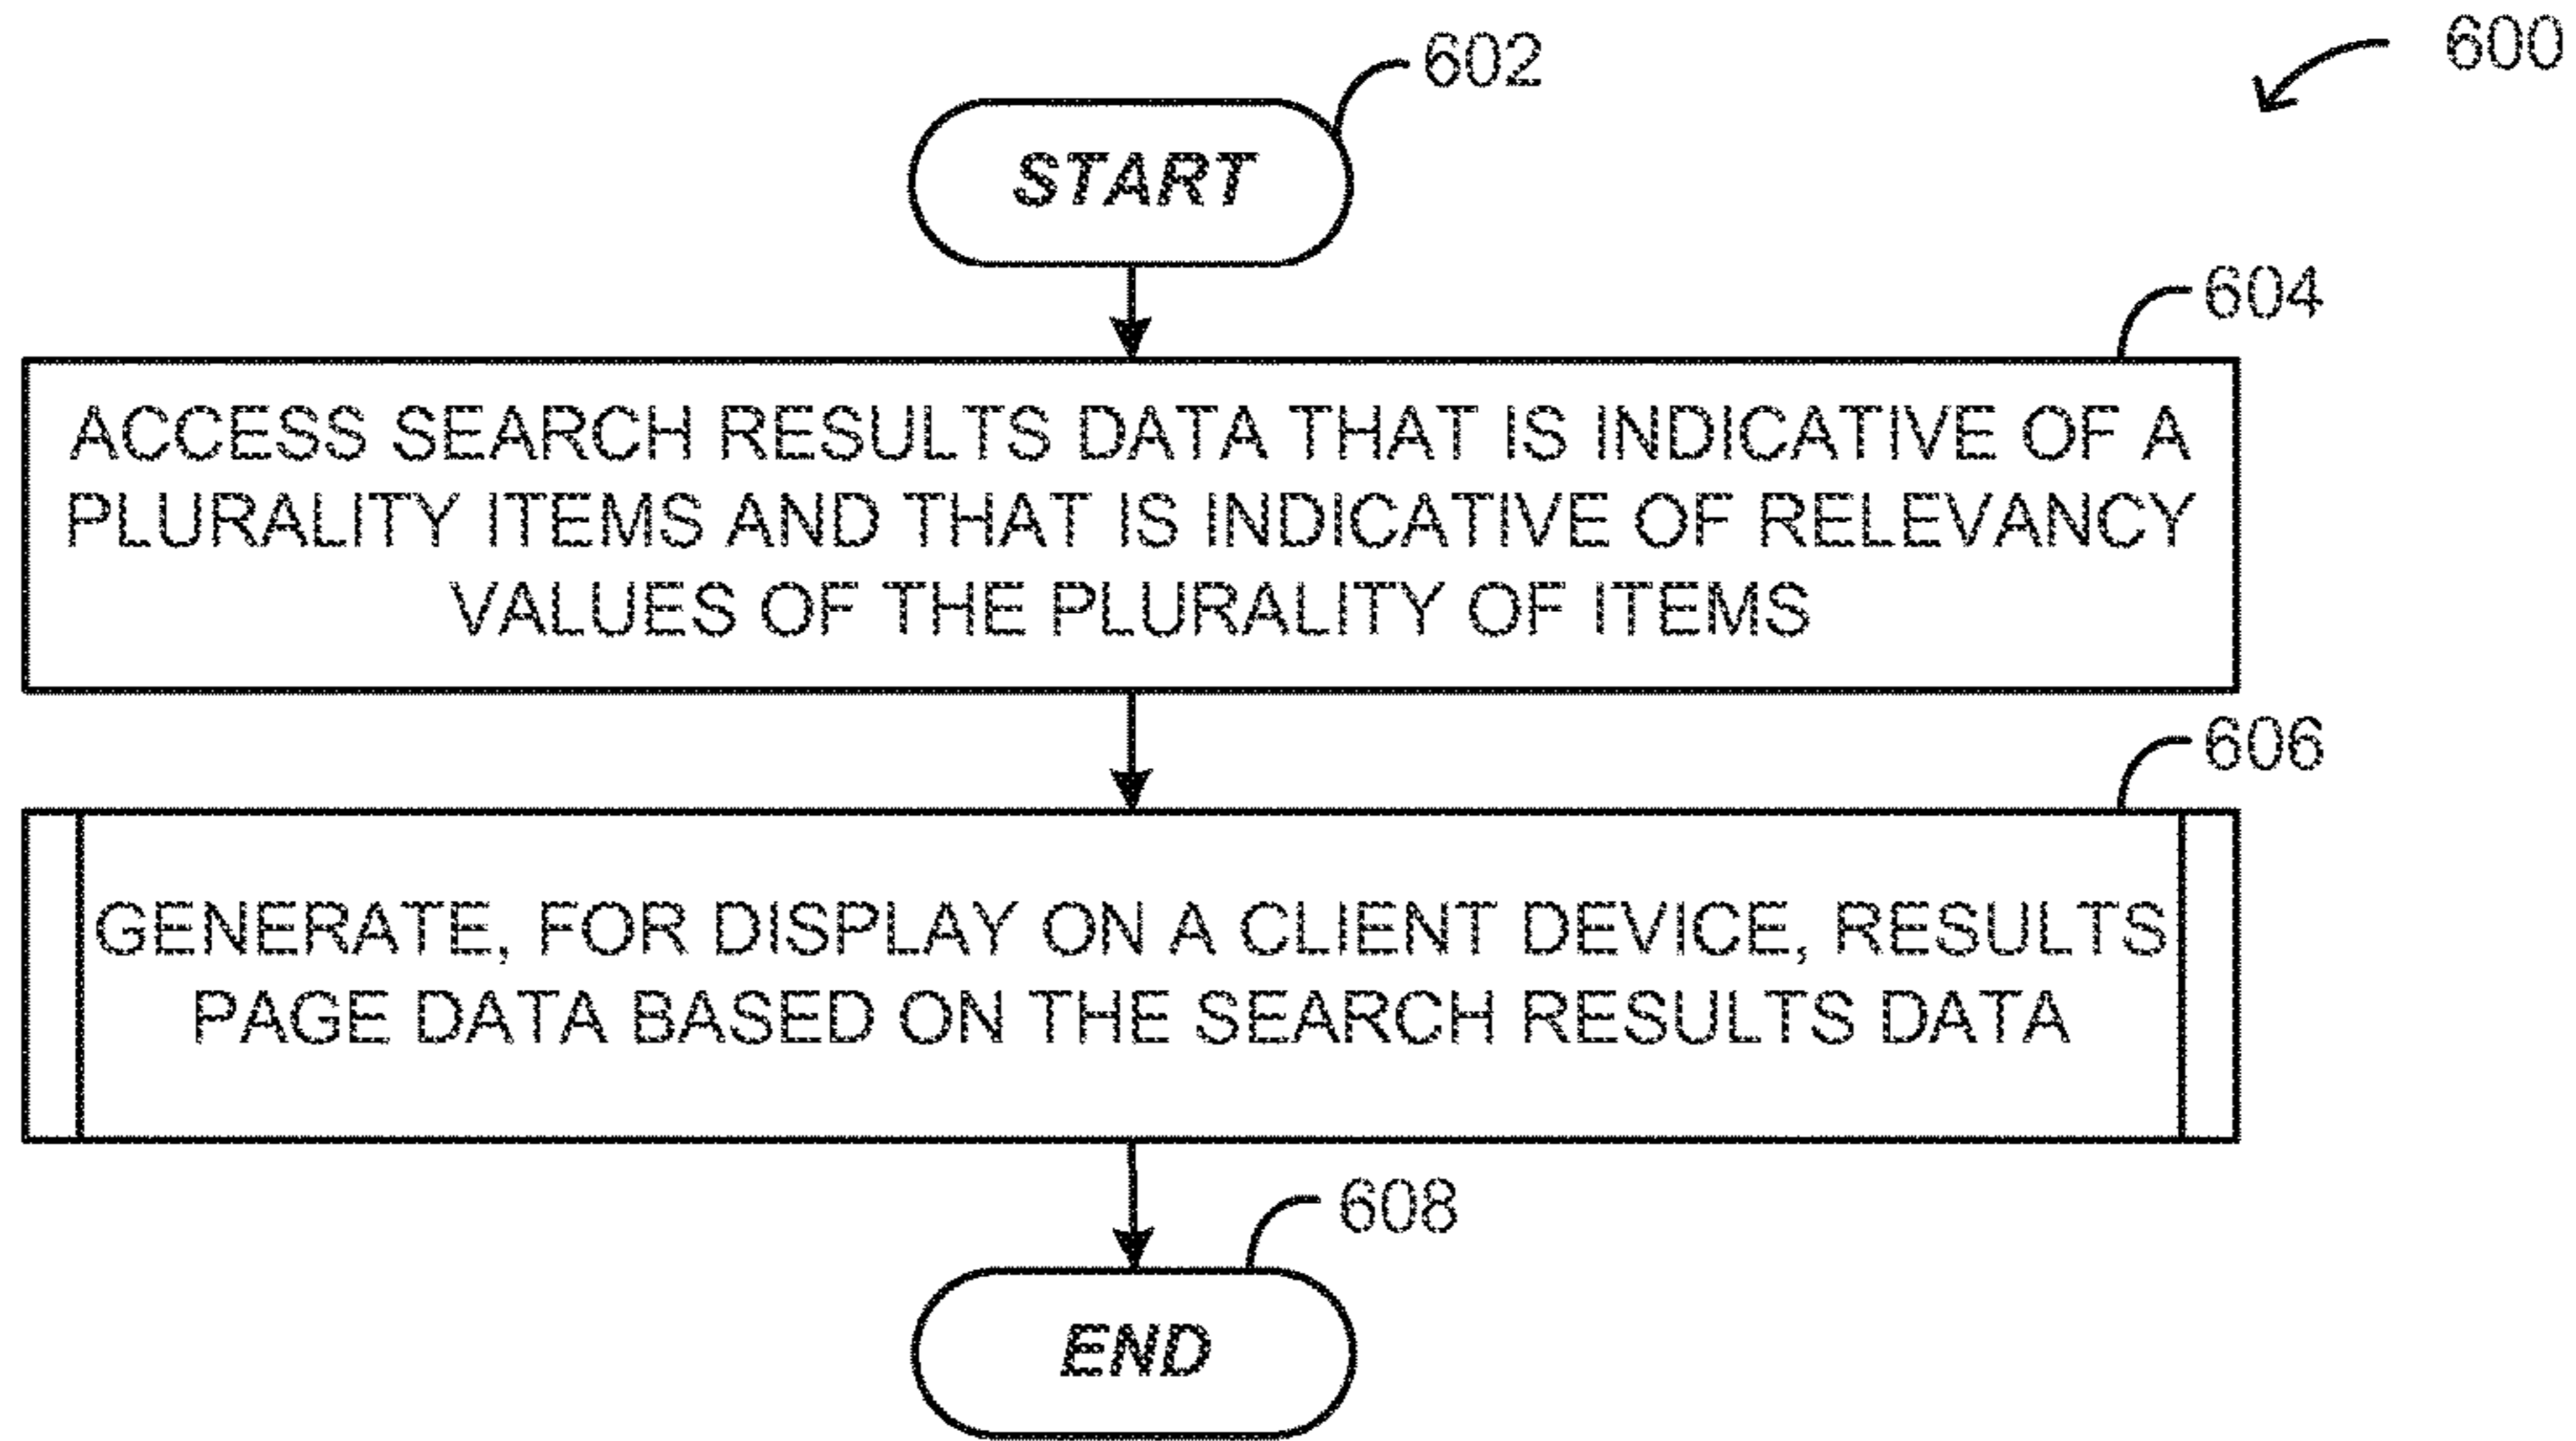 600
602
START
604
ACCESS SEARCH RESULTS DATA THAT IS INDICATIVE OF A
PLURALITY ITEMS AND THAT IS INDICATIVE OF RELEVANCY
VALUES OF THE PLURALITY OF ITEMS
606
GENERATE, FOR DISPLAY ON A CLIENT DEVICE, RESULTS
PAGE DATA BASED ON THE SEARCH RESULTS DATA
608
END